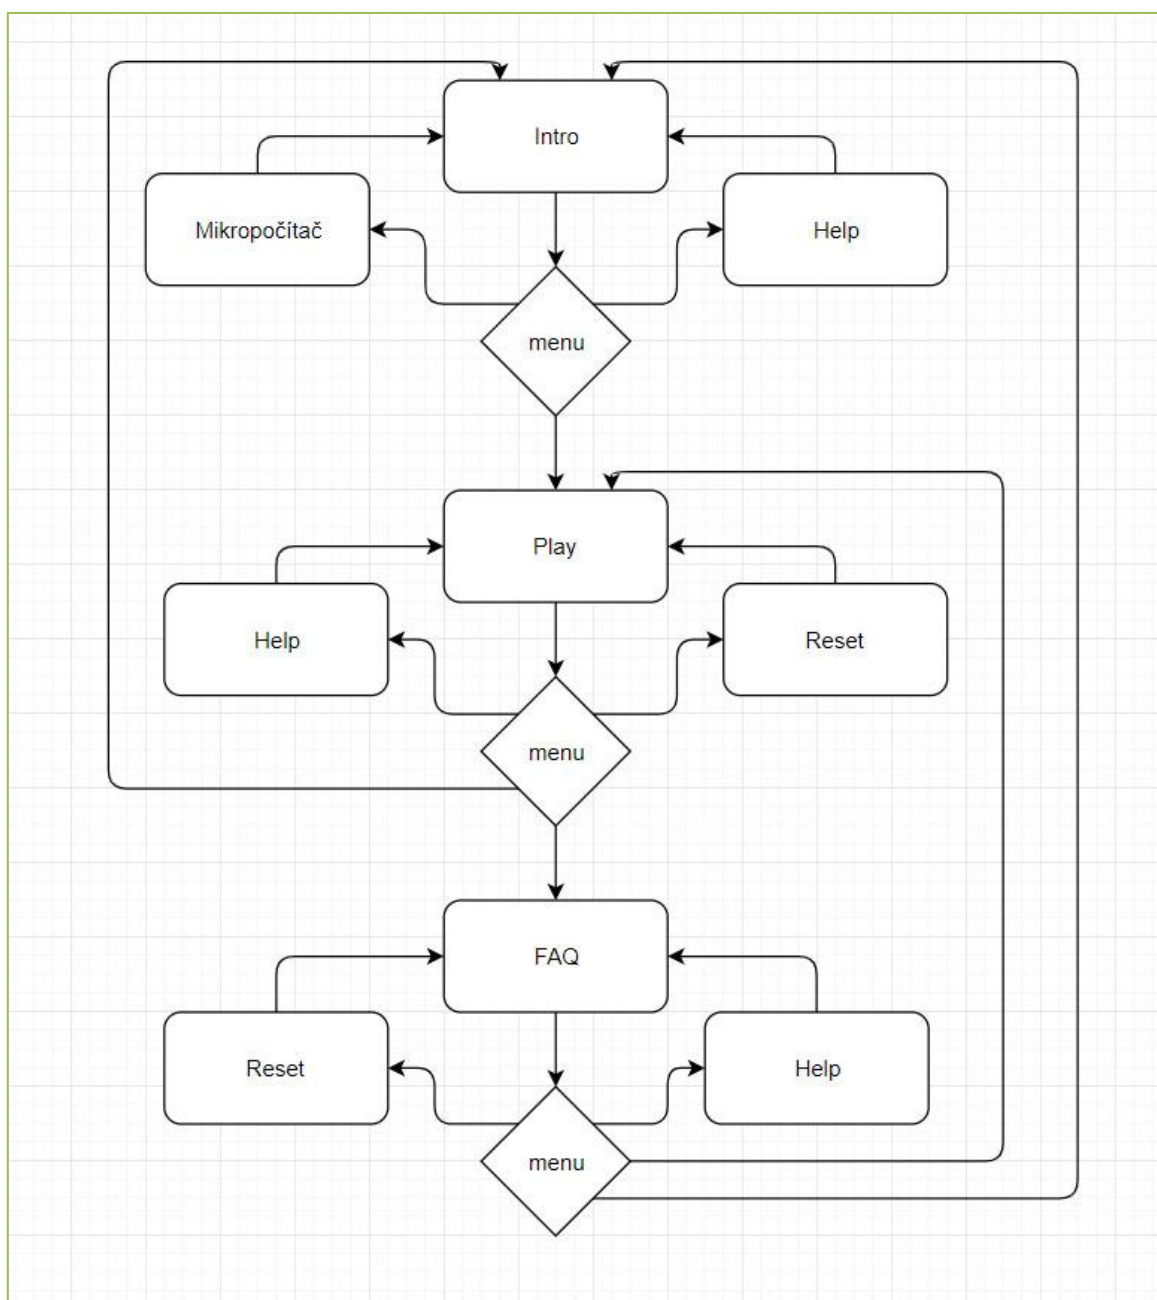 Intro
Mikropočítač
Help
menu
Play
Help
Reset
menu
FAQ
Reset
Help
menu